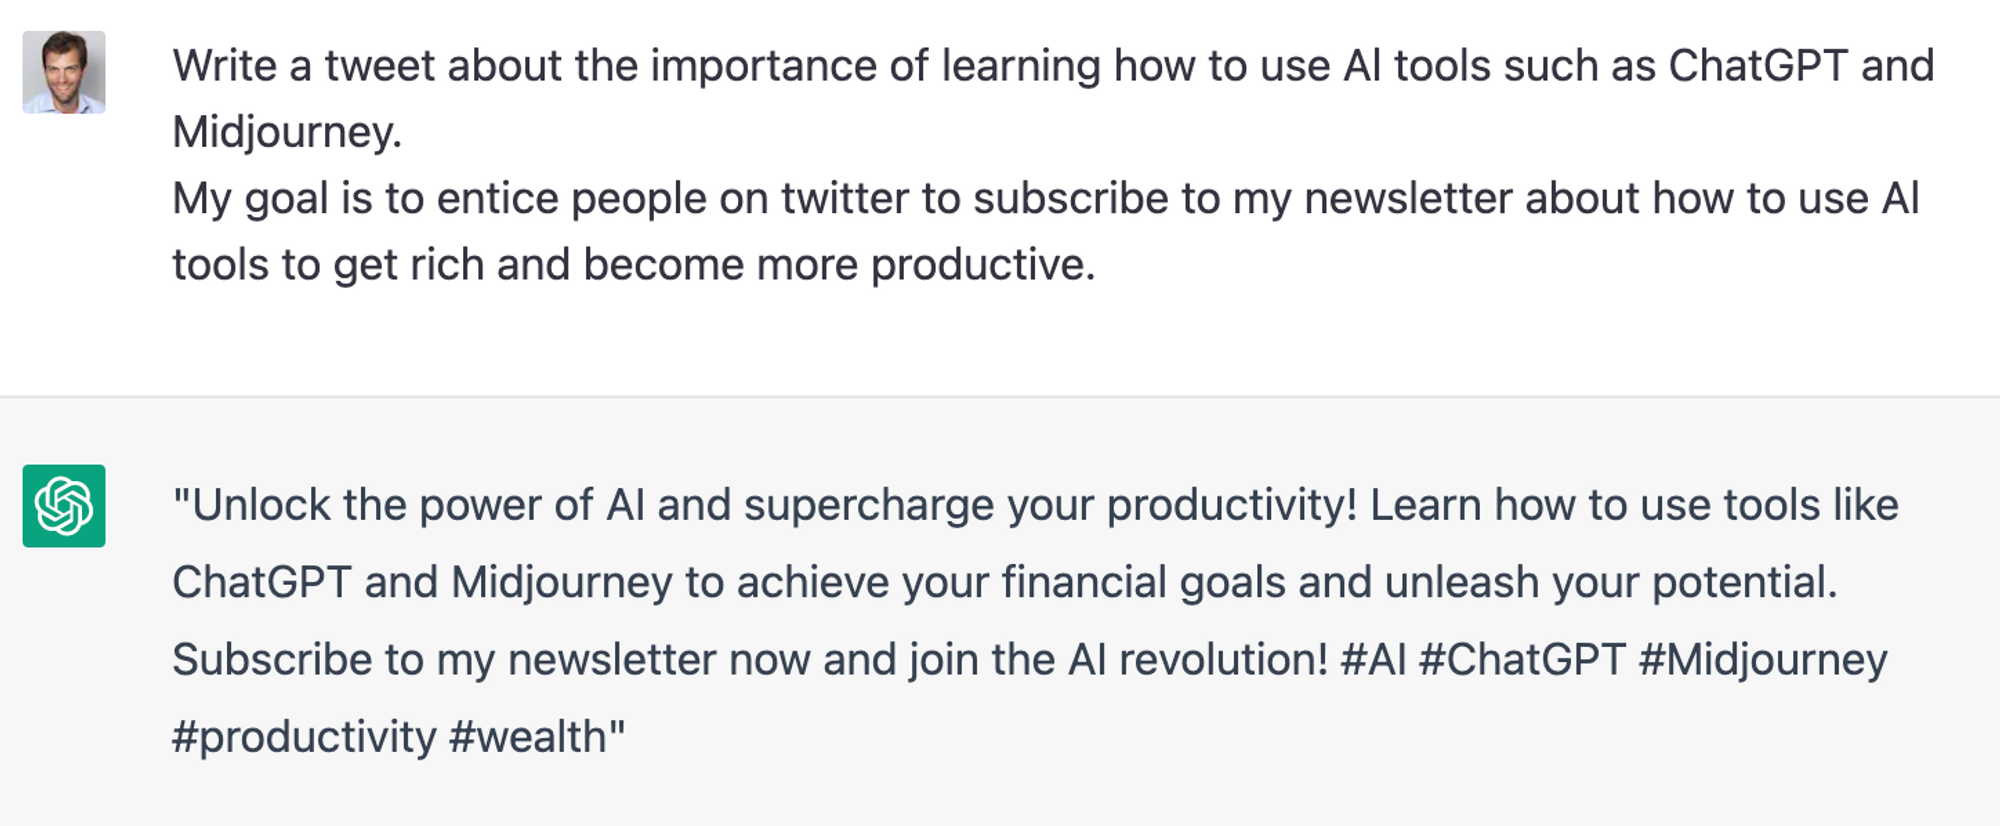 Write a tweet about the importance of learning how to use AI tools such as ChatGPT and
Midjourney.
My goal is to entice people on twitter to subscribe to my newsletter about how to use AI
tools to get rich and become more productive.
"Unlock the power of AI and supercharge your productivity! Learn how to use tools like
ChatGPT and Midjourney to achieve your financial goals and unleash your potential.
Subscribe to my newsletter now and join the AI revolution! #AI #ChatGPT #Midjourney
#productivity #wealth"